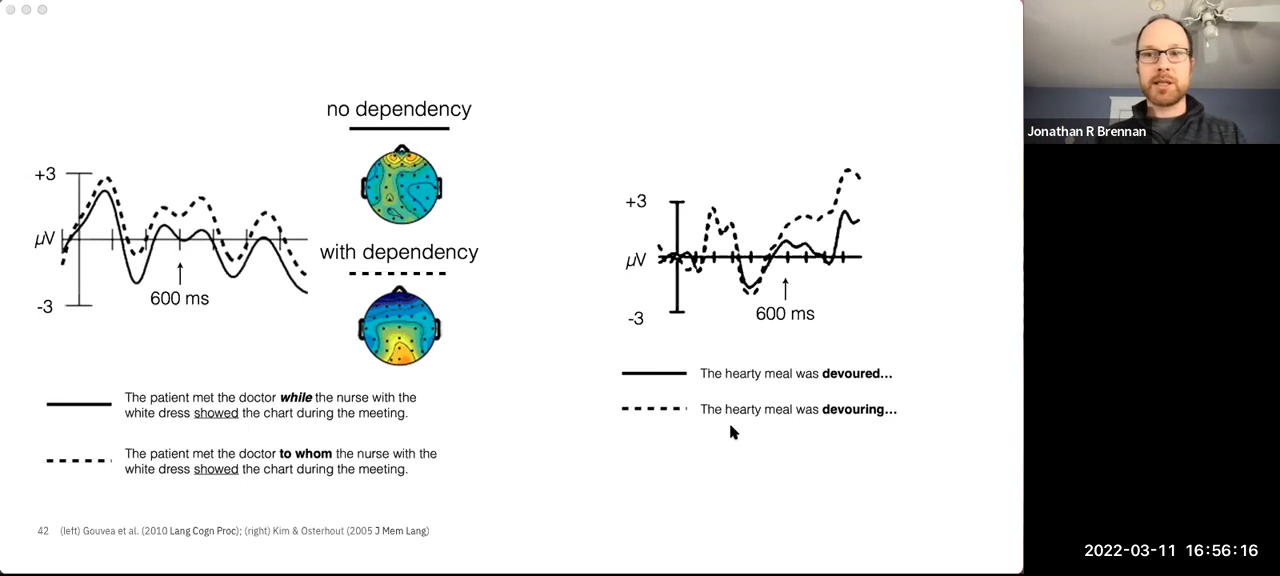 no dependency
+3
μV
-3
600 ms
with dependency
+3
μV
-3
600 ms
The patient met the doctor while the nurse with the
white dress showed the chart during the meeting.
The patient met the doctor to whom the nurse with the
white dress showed the chart during the meeting.
The hearty meal was devoured...
The hearty meal was devouring...
42 (left) Gouvea et al. (2010 Lang Cogn Proc); (right) Kim & Osterhout (2005 J Mem Lang)
Jonathan R Brennan
2022-03-11 16:56:16